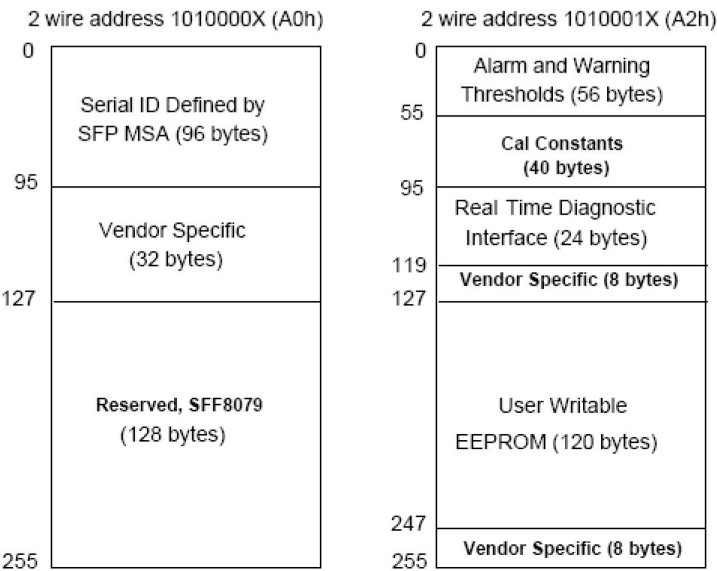 2 wire address 1010000X (A0h)
0
Serial ID Defined by
SFP MSA (96 bytes)
95
Vendor Specific
(32 bytes)
127
Reserved, SFF8079
(128 bytes)
255
2 wire address 1010001X (A2h)
0
Alarm and Warning
Thresholds (56 bytes)
55
Cal Constants
(40 bytes)
95
Real Time Diagnostic
Interface (24 bytes)
119
Vendor Specific (8 bytes)
127
User Writable
EEPROM (120 bytes)
247
Vendor Specific (8 bytes)
255